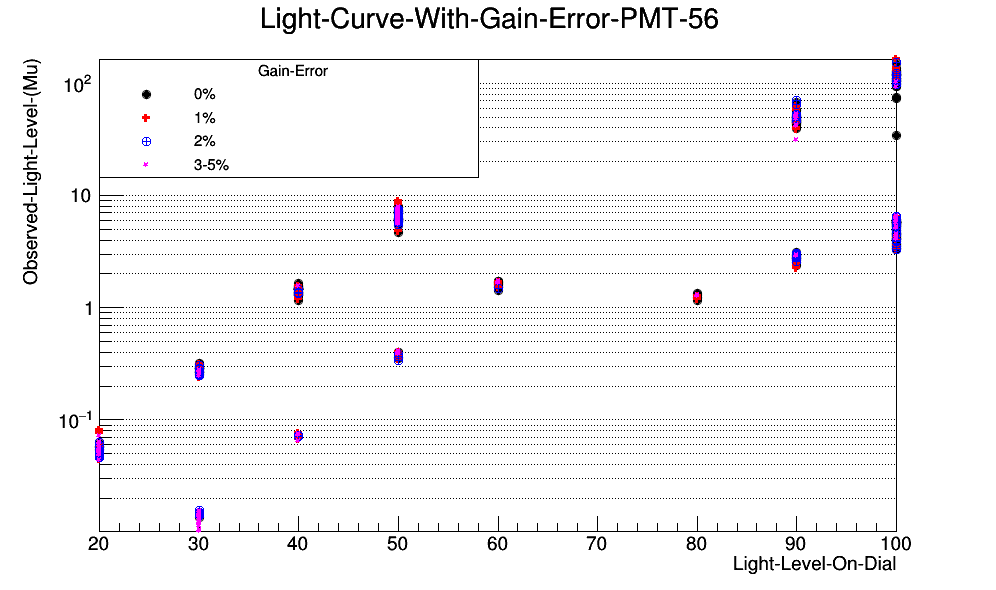 Light-Curve-With-Gain-Error-PMT-56
Observed-Light-Level-(Mu)
Gain-Error
0%
1%
2%
3-5%
10²
10
1
10⁻¹
20 30 40 50 60 70 80 90 100
Light-Level-On-Dial